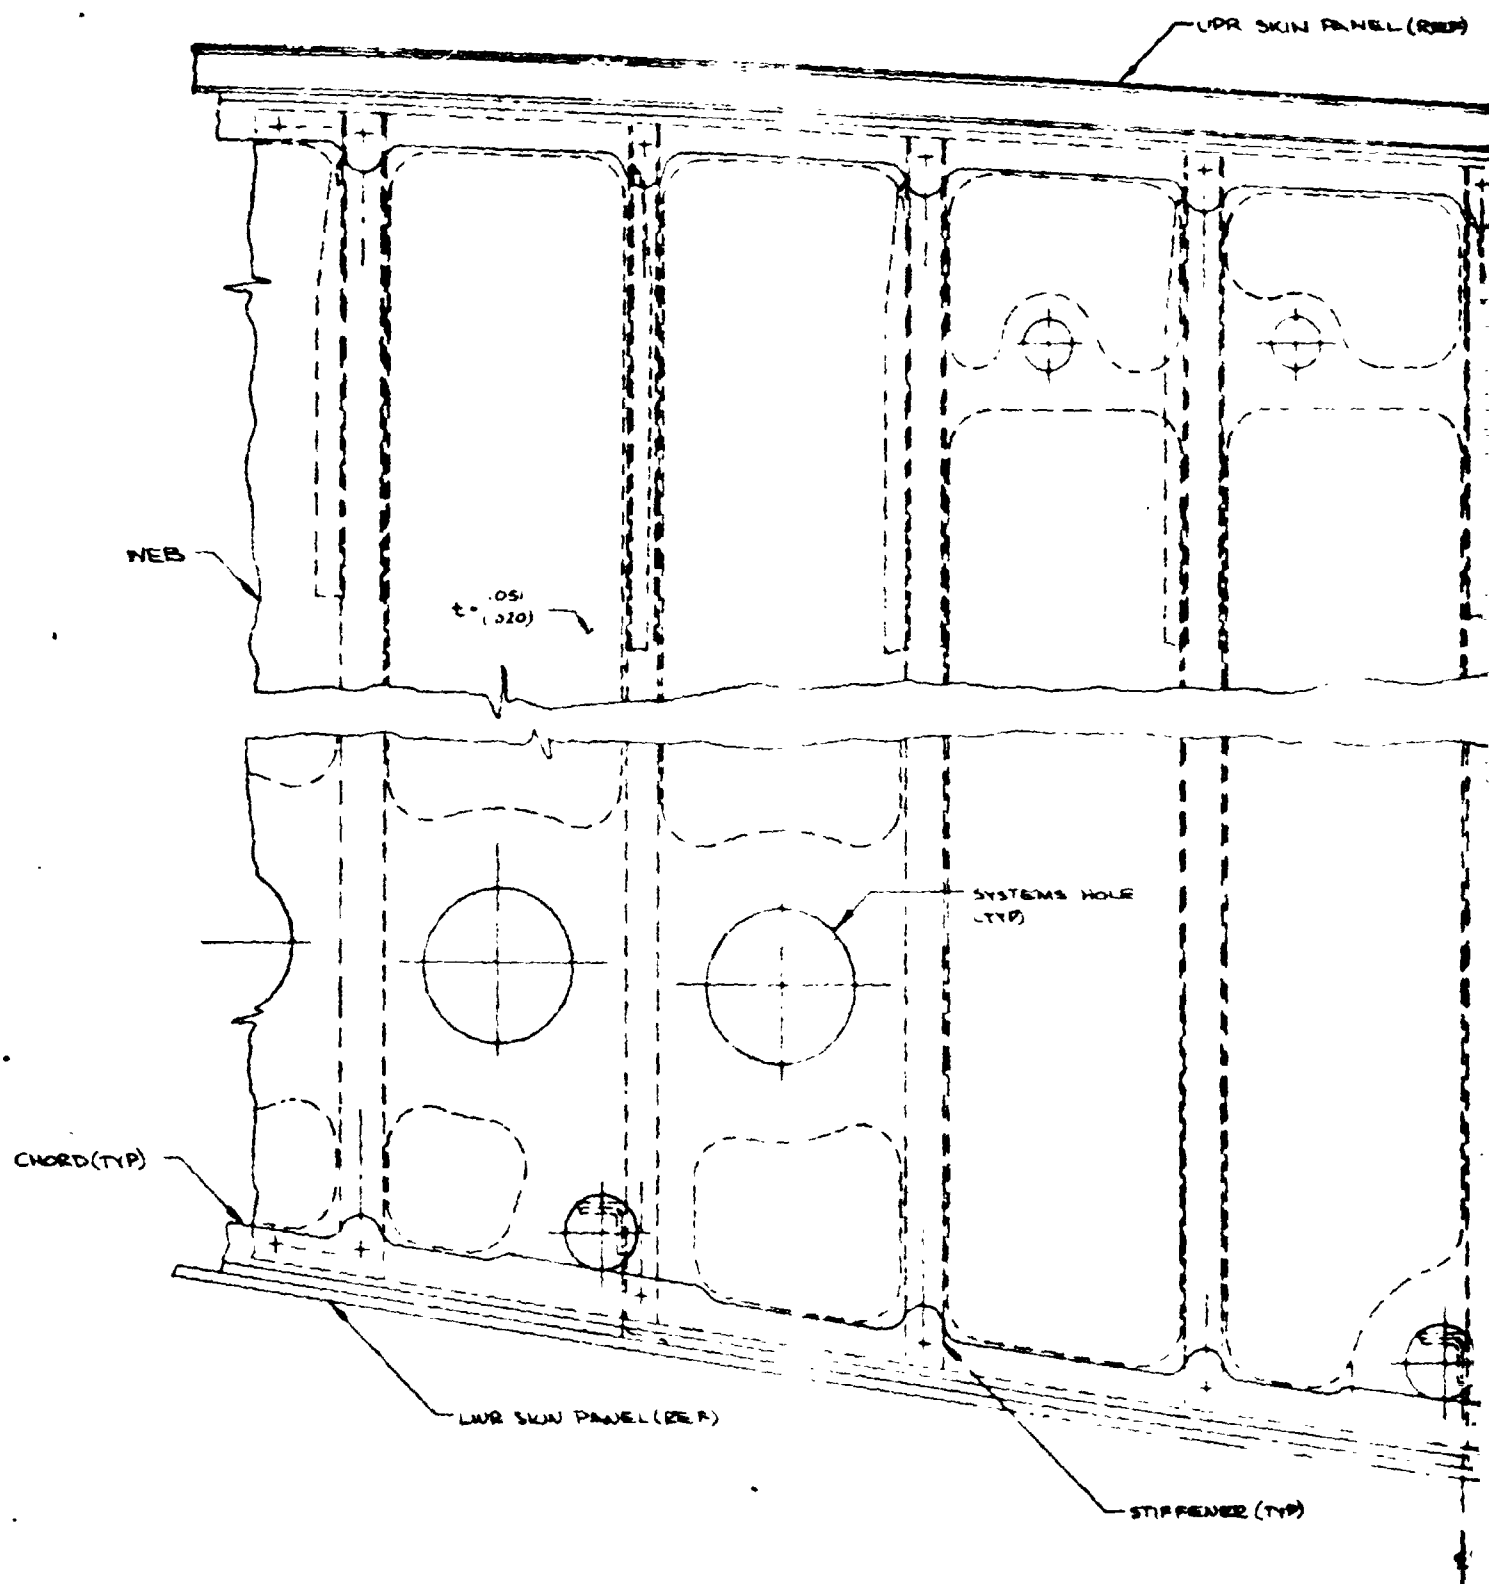 UPR SKIN PANEL (REF)
WEB
t = .051
(.020)
SYSTEMS HOLE
(TYP)
CHORD (TYP)
LWR SKIN PANEL (REF)
STIFFENER (TYP)